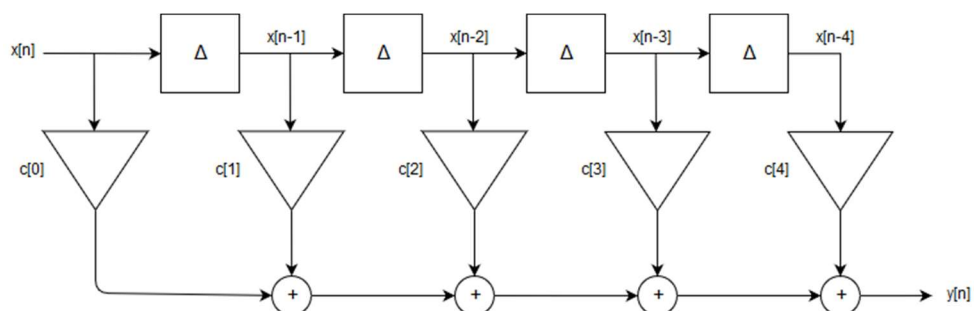 x[n] Δ x[n-1] Δ x[n-2] Δ x[n-3] Δ x[n-4]
c[0] c[1] c[2] c[3] c[4]
+ + + + y[n]